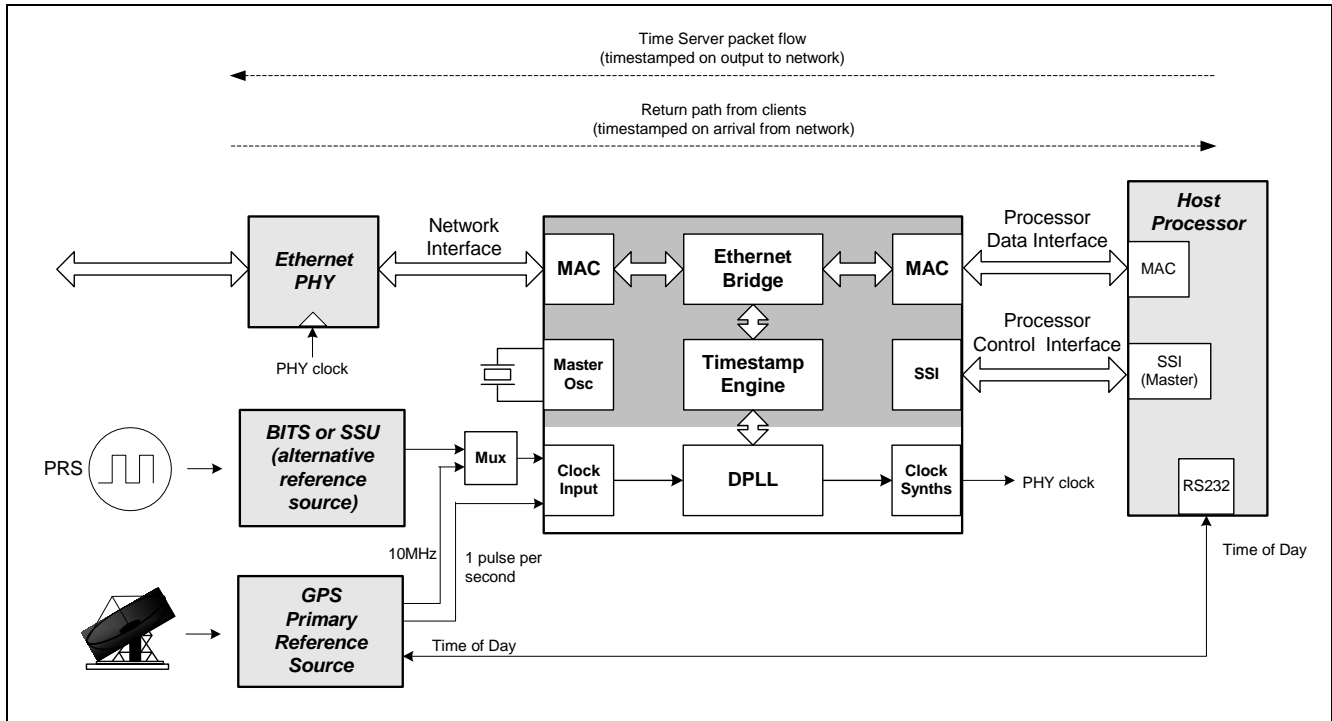 Time Server packet flow
(timestamped on output to network)
Return path from clients
(timestamped on arrival from network)
Host
Processor
Network
Interface
Processor
Data Interface
Ethernet
PHY
MAC
Ethernet
Bridge
MAC
MAC
PHY clock
Processor
Control Interface
Master
Osc
Timestamp
Engine
SSI
SSI
(Master)
PRS
BITS or SSU
(alternative
reference
source)
Mux
Clock
Input
DPLL
Clock
Synths
PHY clock
RS232
10MHz
1 pulse per
second
Time of Day
GPS
Primary
Reference
Source
Time of Day